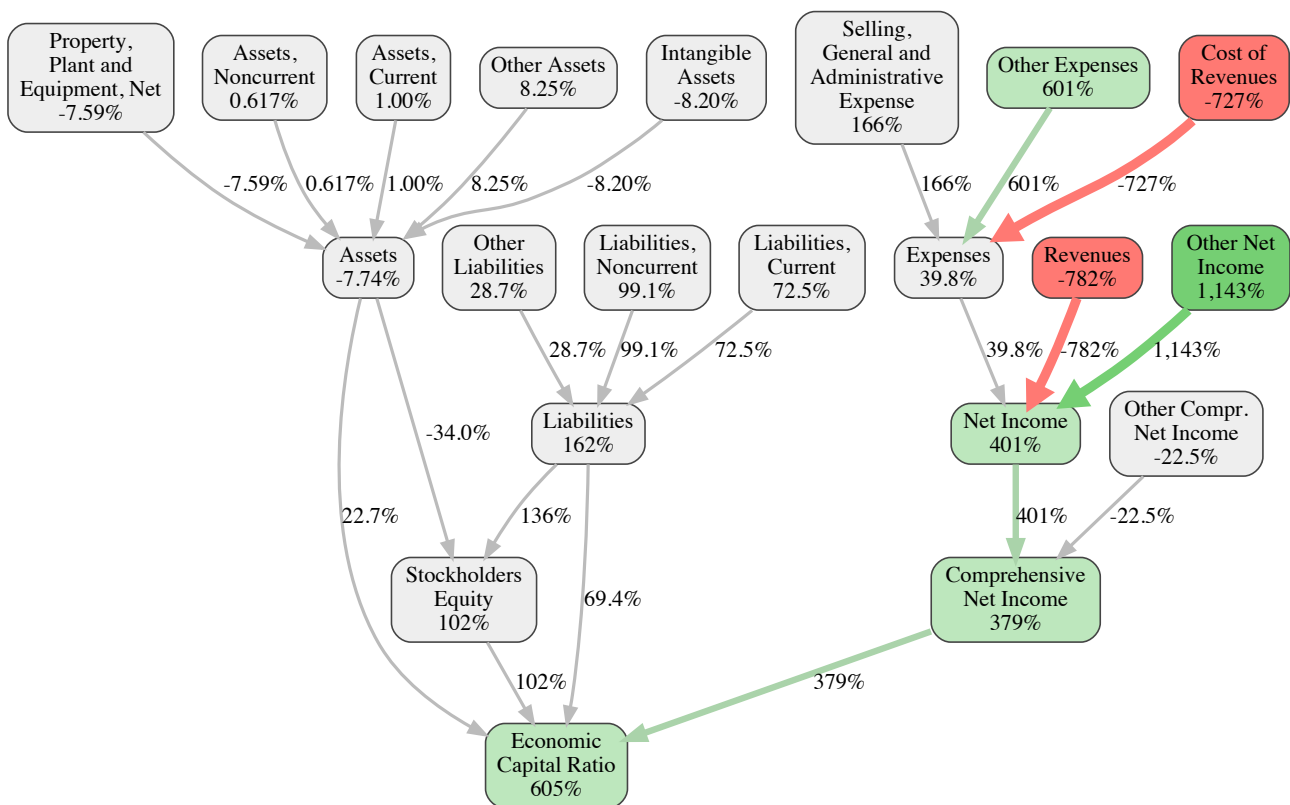 Property,
Plant and
Equipment, Net
-7.59%
Assets,
Noncurrent
0.617%
Assets,
Current
1.00%
Other Assets
8.25%
Intangible
Assets
-8.20%
Selling,
General and
Administrative
Expense
166%
Other Expenses
601%
Cost of
Revenues
-727%
-7.59%
0.617%
1.00%
8.25%
-8.20%
166%
601%
-727%
Assets
-7.74%
Other
Liabilities
28.7%
Liabilities,
Noncurrent
99.1%
Liabilities,
Current
72.5%
Expenses
39.8%
Revenues
-782%
Other Net
Income
1,143%
28.7%
99.1%
72.5%
39.8%
-782%
1,143%
-34.0%
Liabilities
162%
Net Income
401%
Other Compr.
Net Income
-22.5%
22.7%
136%
401%
-22.5%
Stockholders
Equity
102%
69.4%
Comprehensive
Net Income
379%
102%
379%
Economic
Capital Ratio
605%